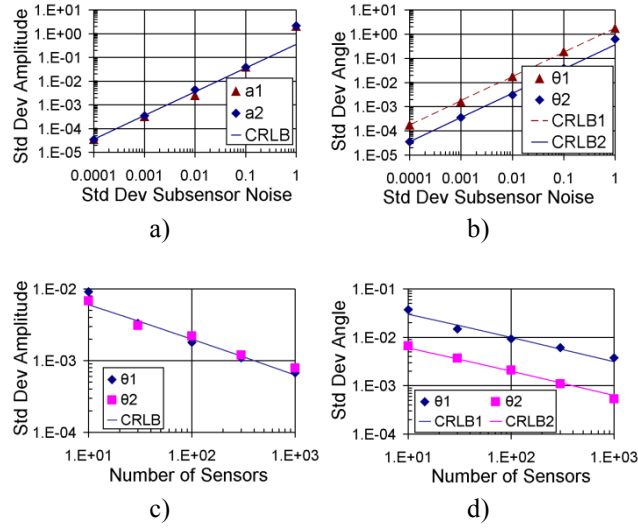 Std Dev Amplitude
1.E+01
1.E+00
1.E-01
1.E-02
1.E-03
1.E-04
1.E-05
0.0001 0.001 0.01 0.1 1
Std Dev Subsensor Noise
a1
a2
CRLB
a)
Std Dev Angle
1.E+01
1.E+00
1.E-01
1.E-02
1.E-03
1.E-04
1.E-05
0.0001 0.001 0.01 0.1 1
Std Dev Subsensor Noise
θ1
θ2
CRLB1
CRLB2
b)
Std Dev Amplitude
1.E-02
1.E-03
1.E-04
1.E+01 1.E+02 1.E+03
Number of Sensors
θ1
θ2
CRLB
c)
Std Dev Angle
1.E-01
1.E-02
1.E-03
1.E-04
1.E+01 1.E+02 1.E+03
Number of Sensors
θ1 θ2
CRLB1 CRLB2
d)